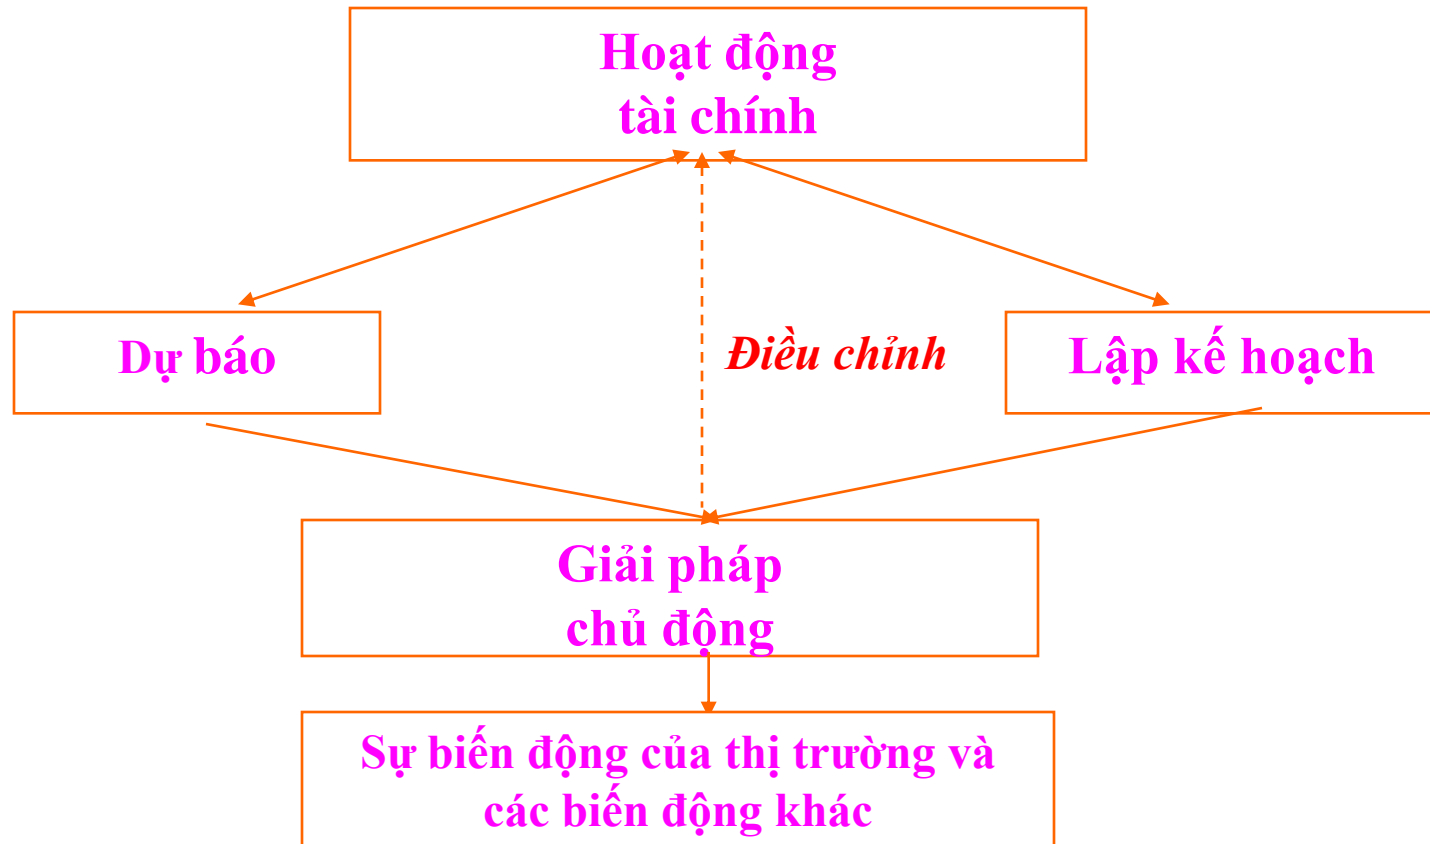 Hoạt động
tài chính
Dự báo
Điều chỉnh
Lập kế hoạch
Giải pháp
chủ động
Sự biến động của thị trường và
các biến động khác